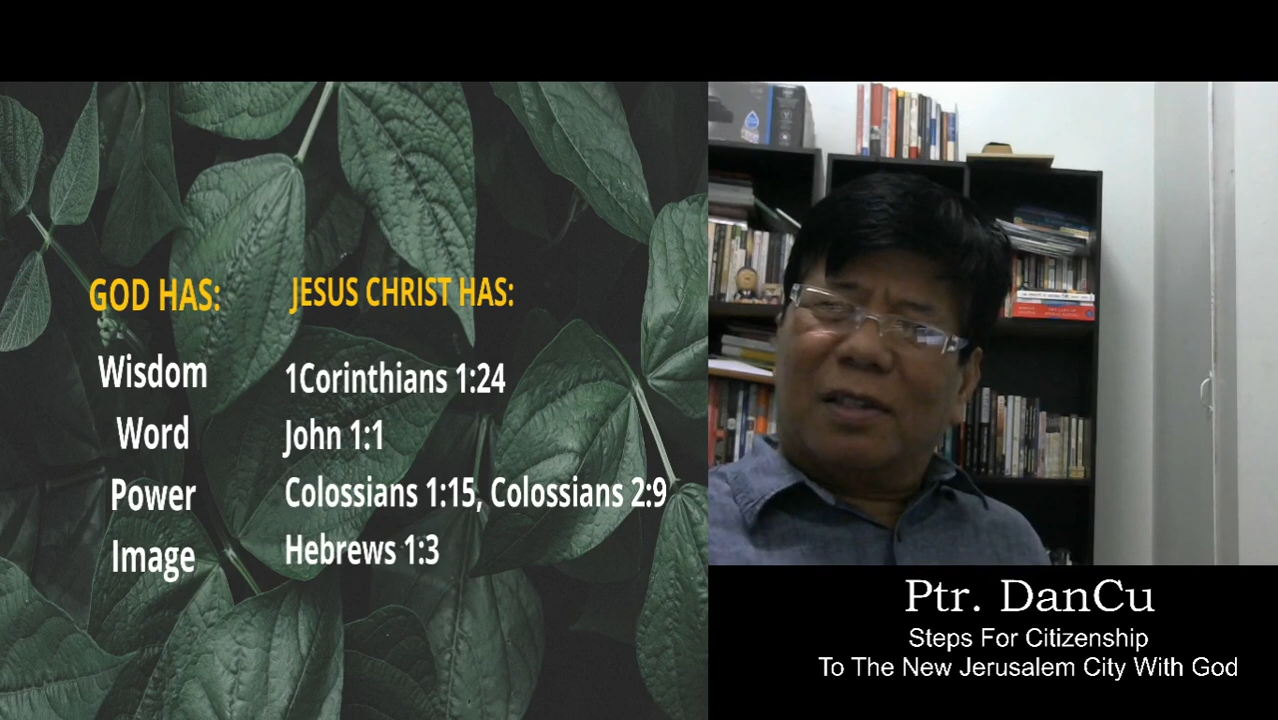 GOD HAS:
Wisdom
Word
Power
Image
JESUS CHRIST HAS:
1Corinthians 1:24
John 1:1
Colossians 1:15, Colossians 2:9
Hebrews 1:3
Ptr. DanCu
Steps For Citizenship
To The New Jerusalem City With God